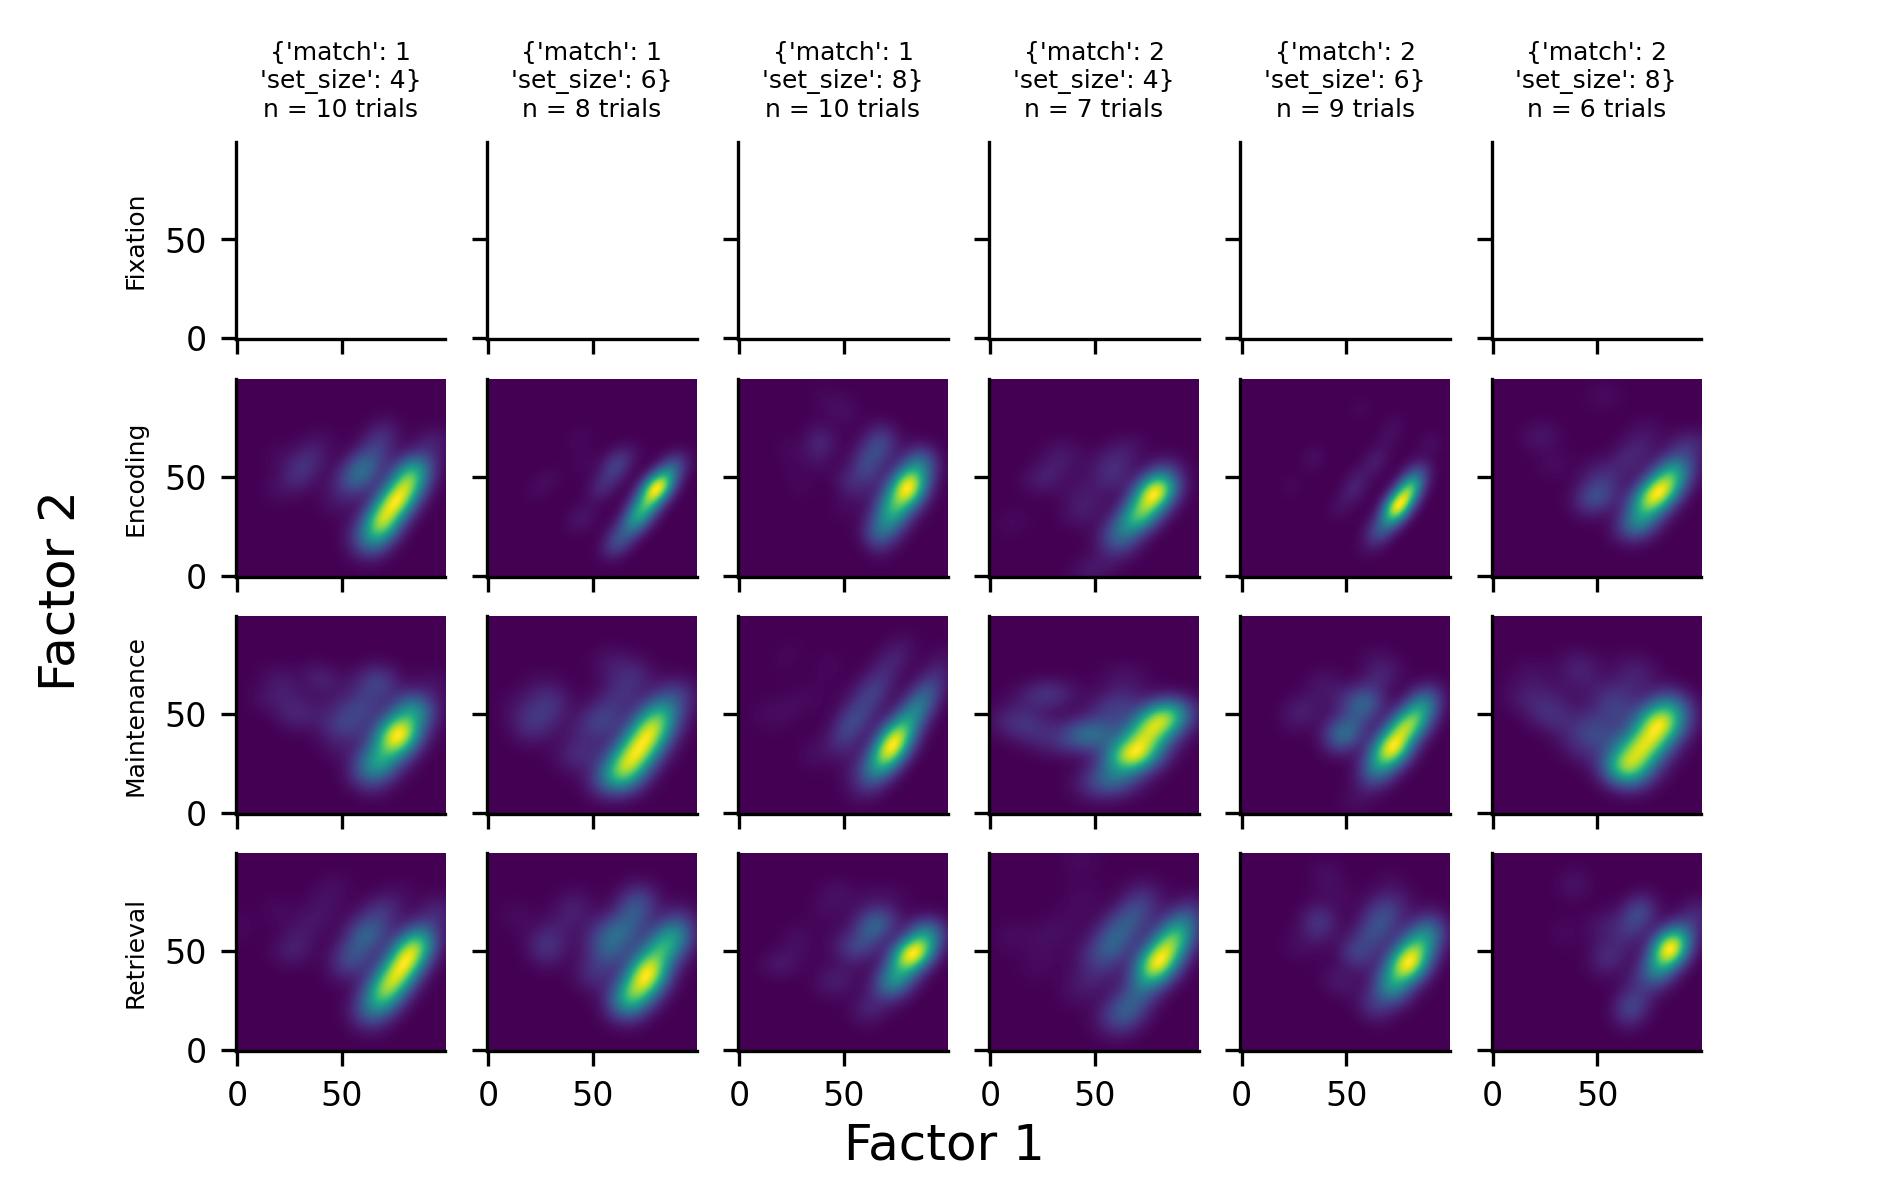 {'match': 1
'set_size': 4}
n = 10 trials
{'match': 1
'set_size': 6}
n = 8 trials
{'match': 1
'set_size': 8}
n = 10 trials
{'match': 2
'set_size': 4}
n = 7 trials
{'match': 2
'set_size': 6}
n = 9 trials
{'match': 2
'set_size': 8}
n = 6 trials
Factor 2
Fixation
50
0
Encoding
50
0
Maintenance
50
0
Retrieval
50
0
0 50 0 50 0 50 0 50 0 50 0 50
Factor 1